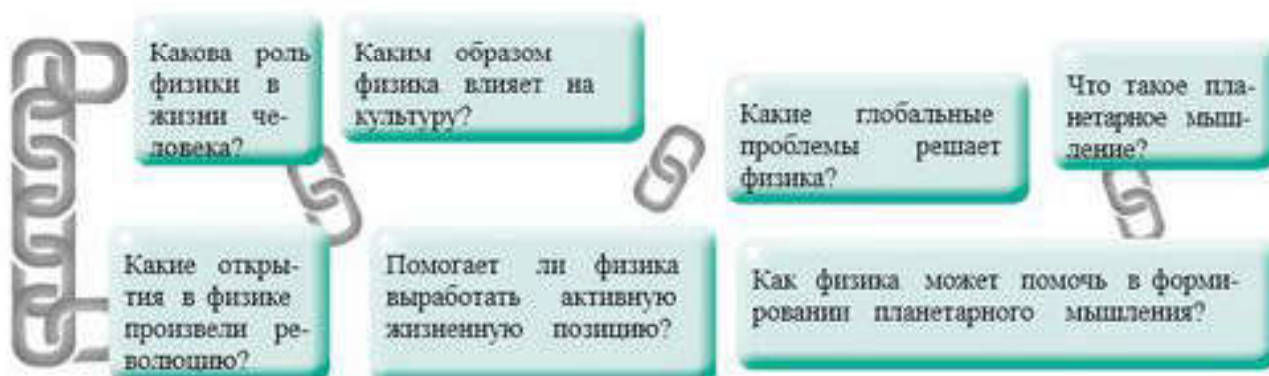 Какова роль
физики в
жизни че-
ловека?
Каким образом
физика влияет на
культуру?
Какие глобальные
проблемы решает
физика?
Что такое пла-
нетарное мыш-
ление?
Какие откры-
тия в физике
произвели ре-
волюцию?
Помогает ли физика
выработать активную
жизненную позицию?
Как физика может помочь в форми-
ровании планетарного мышления?